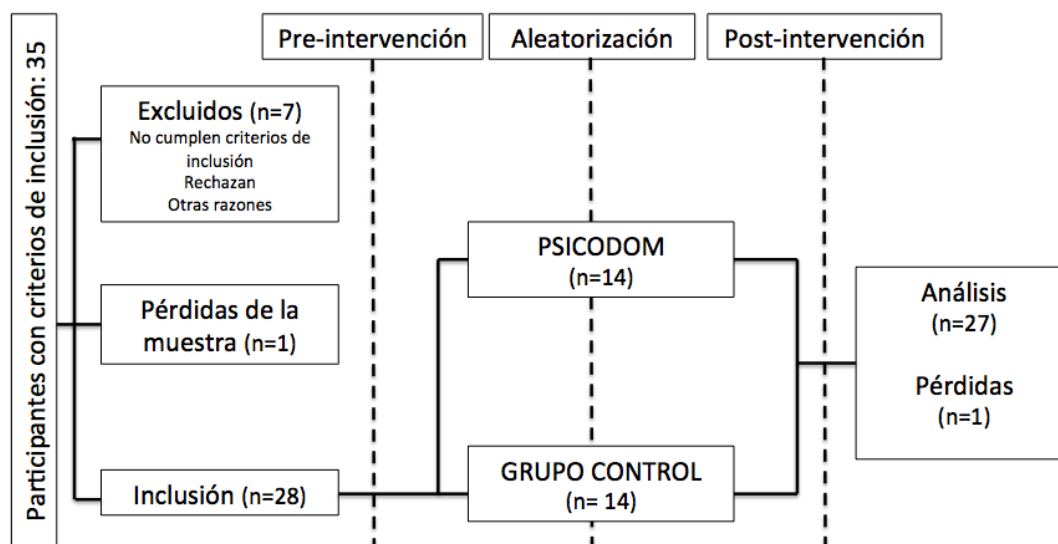 Participantes con criterios de inclusión: 35
Pre-intervención
Aleatorización
Post-intervención
Excluidos (n=7)
No cumplen criterios de
inclusión
Rechazan
Otras razones
Pérdidas de la
muestra (n=1)
Inclusión (n=28)
PSICODOM
(n=14)
GRUPO CONTROL
(n= 14)
Análisis
(n=27)
Pérdidas
(n=1)